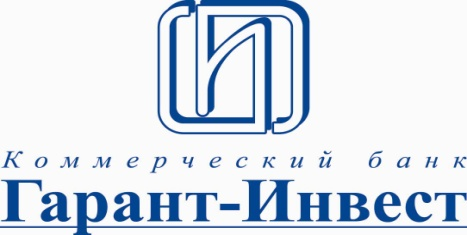 Коммерческий банк
Гарант-Инвест